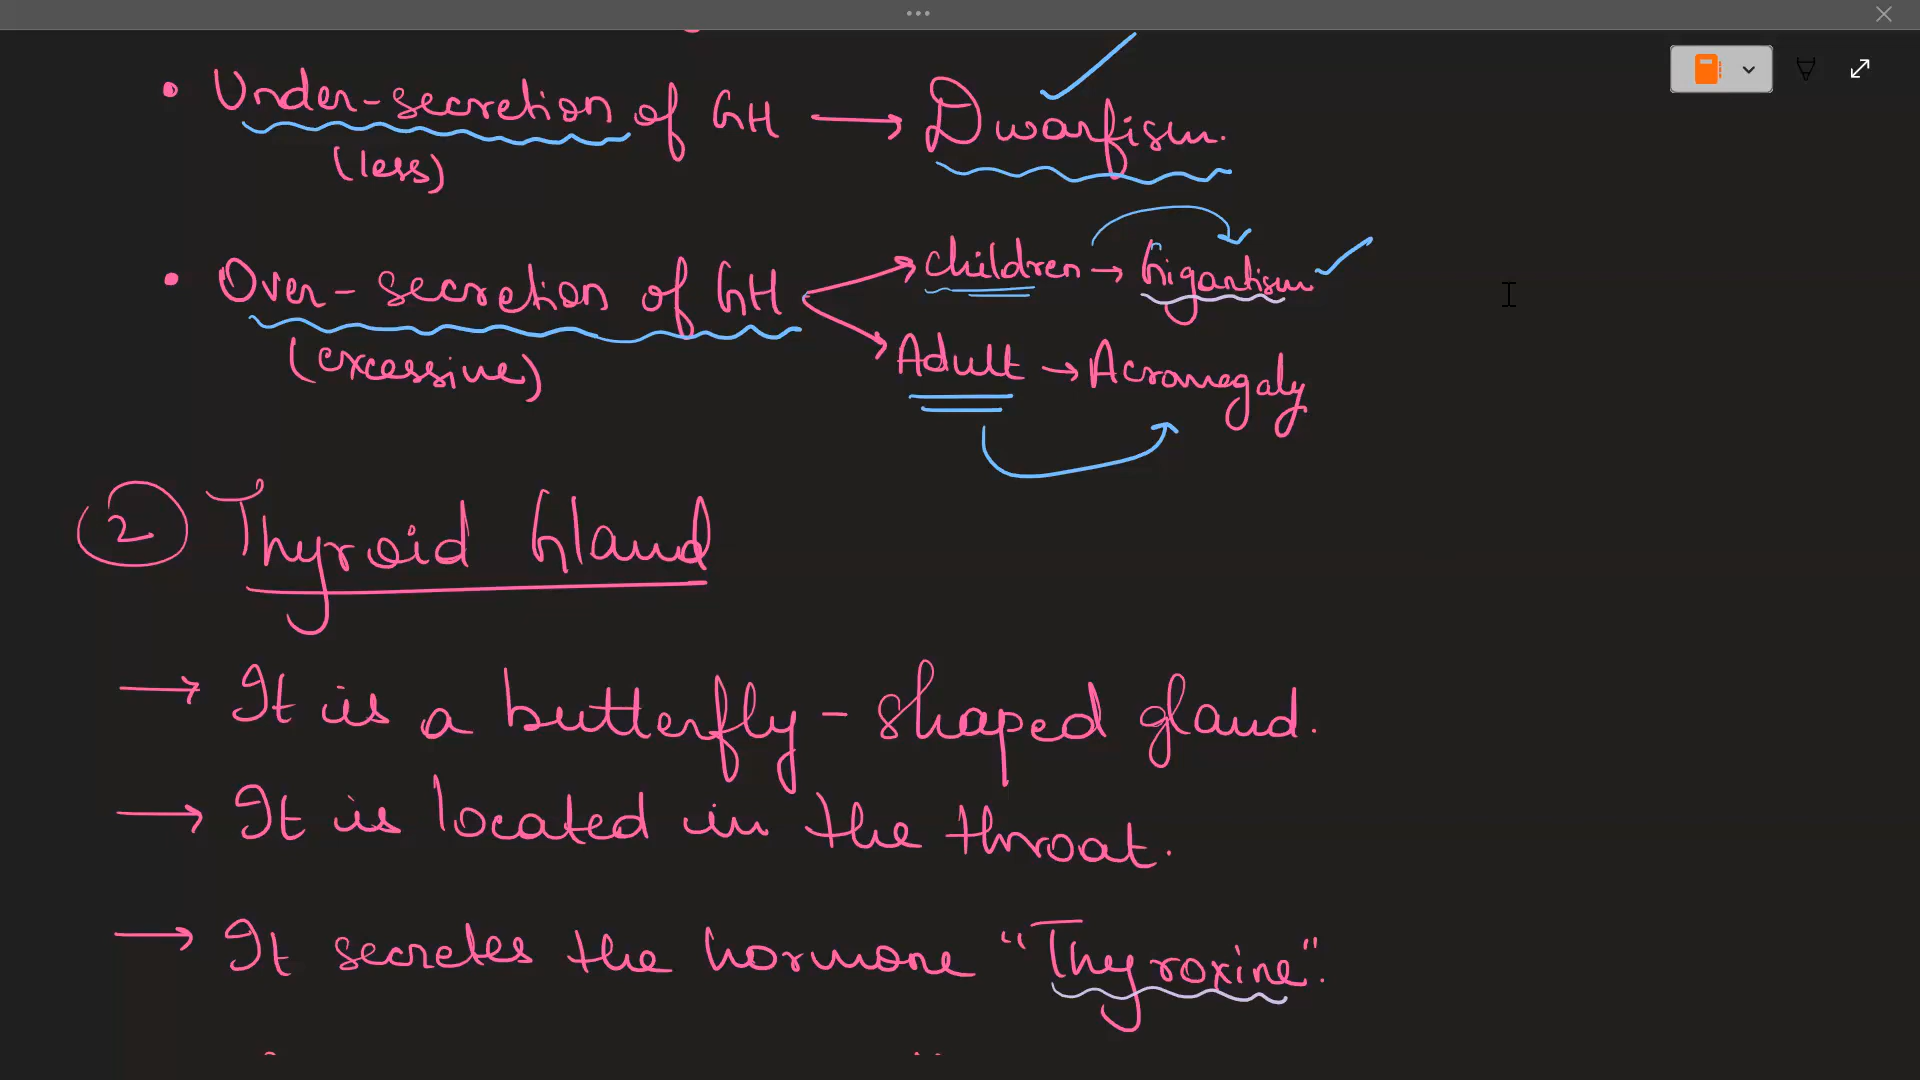 • Under-secretion of GH → Dwarfism.
(less)
• Over-secretion of GH → Children → Gigantism
→ Adult → Acromegaly
(excessive)
② Thyroid Gland
→ It is a butterfly-shaped gland.
→ It is located in the throat.
→ It secretes the hormone "Thyroxine".